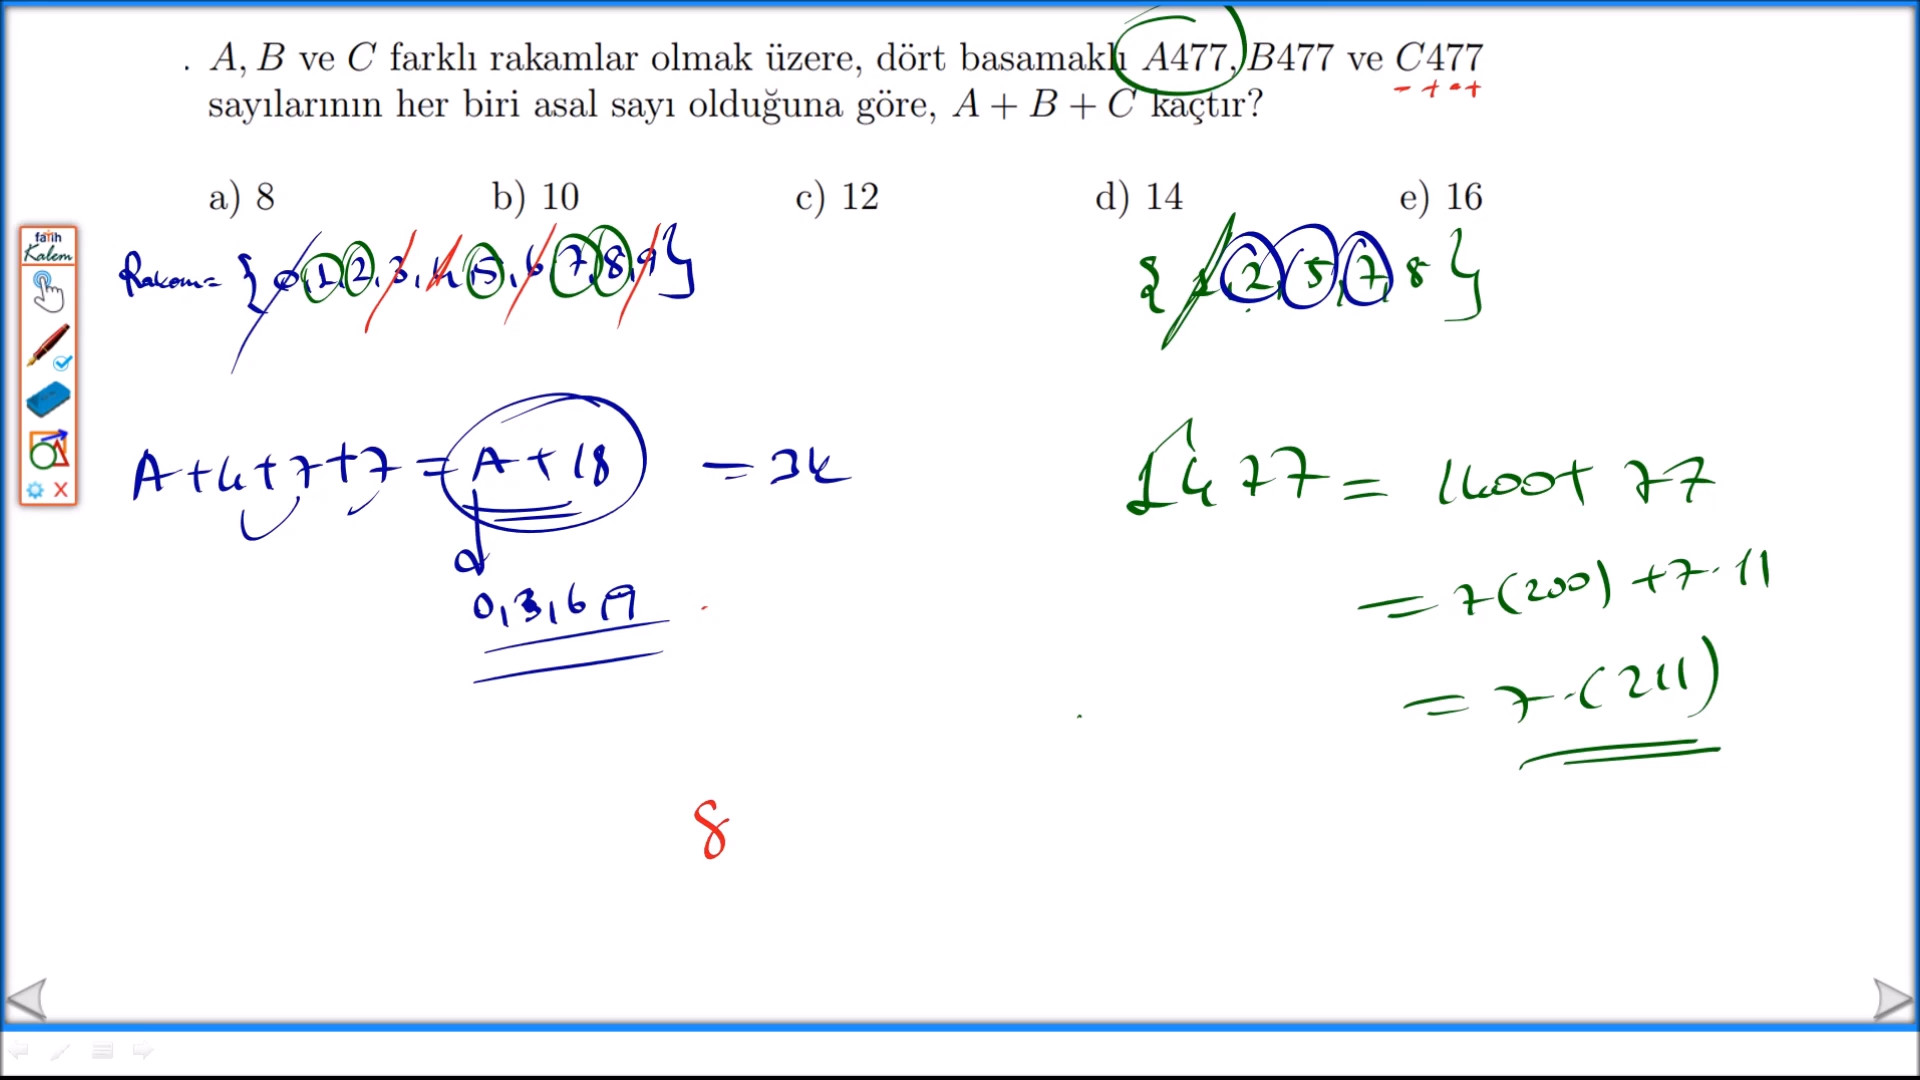 . A, B ve C farklı rakamlar olmak üzere, dört basamaklı A477, B477 ve C477
sayılarının her biri asal sayı olduğuna göre, A + B + C kaçtır?
a) 8 b) 10 c) 12 d) 14 e) 16
fatih
Kalem
Rakam = {0, 1, 2, 3, 4, 5, 6, 7, 8, 9}
{1, 2, 5, 7, 8}
A+4+7+7 = A+18 = 3k
0, 3, 6, 9
1477 = 1400+77
= 7(200) + 7·11
= 7·(211)
8